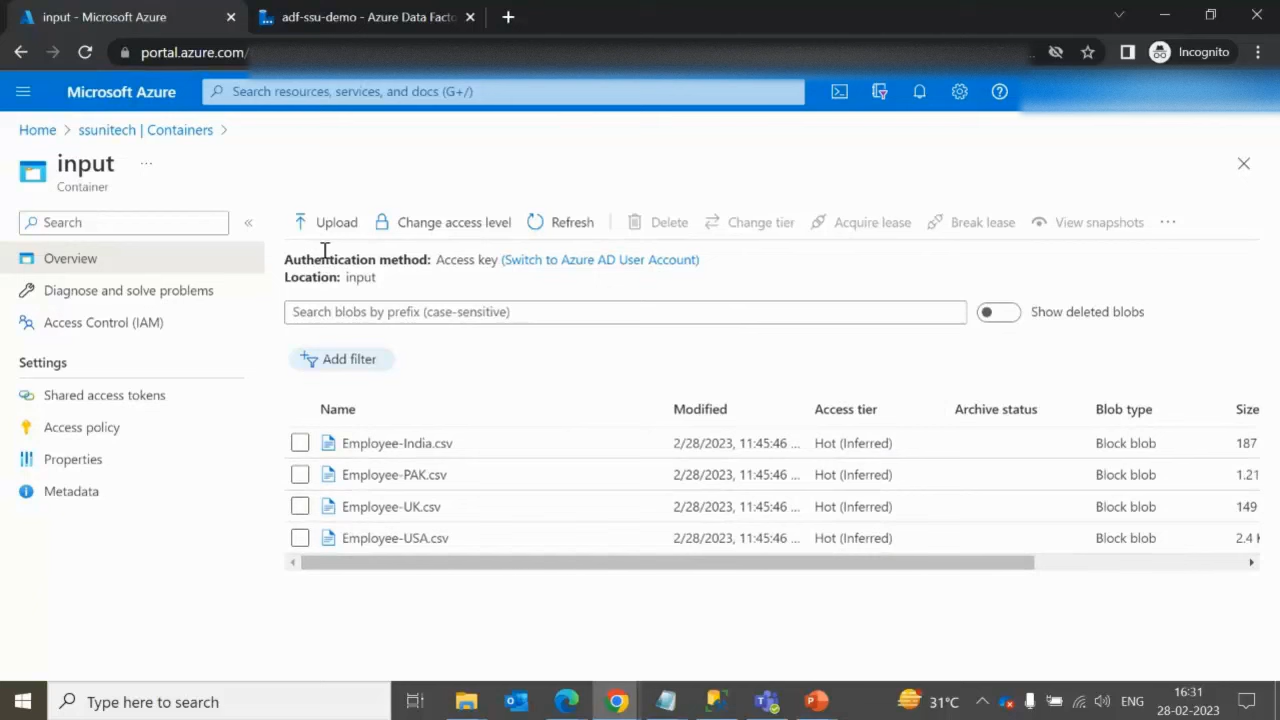 input - Microsoft Azure
adf-ssu-demo - Azure Data Facto
portal.azure.com/
Incognito
Microsoft Azure
Search resources, services, and docs (G+/)
Home > ssunitech | Containers >
input
...
Container
Search
«
Upload
Change access level
Refresh
Delete
Change tier
Acquire lease
Break lease
View snapshots
...
Overview
Authentication method: Access key (Switch to Azure AD User Account)
Location: input
Diagnose and solve problems
Search blobs by prefix (case-sensitive)
Show deleted blobs
Access Control (IAM)
Add filter
Settings
Shared access tokens
Access policy
Properties
Metadata
Name Modified Access tier Archive status Blob type Size
Employee-India.csv 2/28/2023, 11:45:46 ... Hot (Inferred) Block blob 187
Employee-PAK.csv 2/28/2023, 11:45:46 ... Hot (Inferred) Block blob 1.21
Employee-UK.csv 2/28/2023, 11:45:46 ... Hot (Inferred) Block blob 149
Employee-USA.csv 2/28/2023, 11:45:46 ... Hot (Inferred) Block blob 2.4
Type here to search
31°C
ENG
16:31
28-02-2023